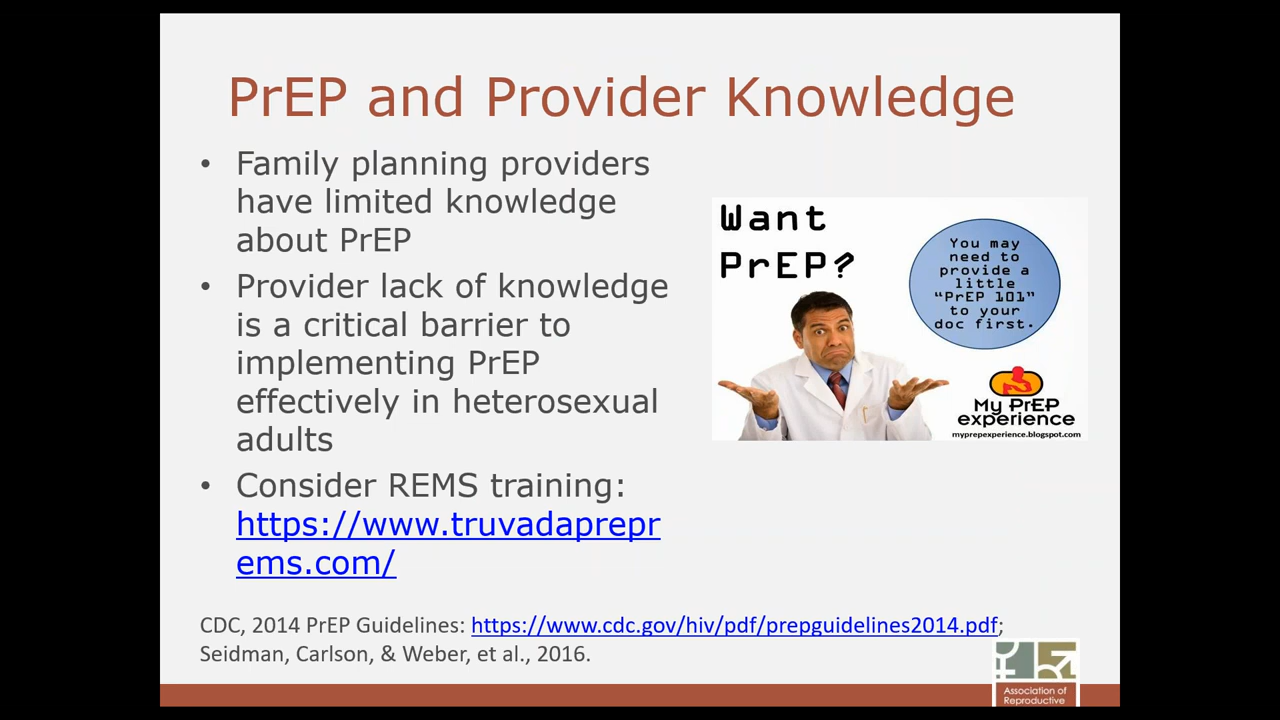 PrEP and Provider Knowledge
• Family planning providers
have limited knowledge
about PrEP
• Provider lack of knowledge
is a critical barrier to
implementing PrEP
effectively in heterosexual
adults
• Consider REMS training:
https://www.truvadaprepr
ems.com/
Want
PrEP?
You may
need to
provide a
little
"PrEP 101"
to your
doc first.
My PrEP
experience
myprepexperience.blogspot.com
CDC, 2014 PrEP Guidelines: https://www.cdc.gov/hiv/pdf/prepguidelines2014.pdf;
Seidman, Carlson, & Weber, et al., 2016.
Association of
Reproductive